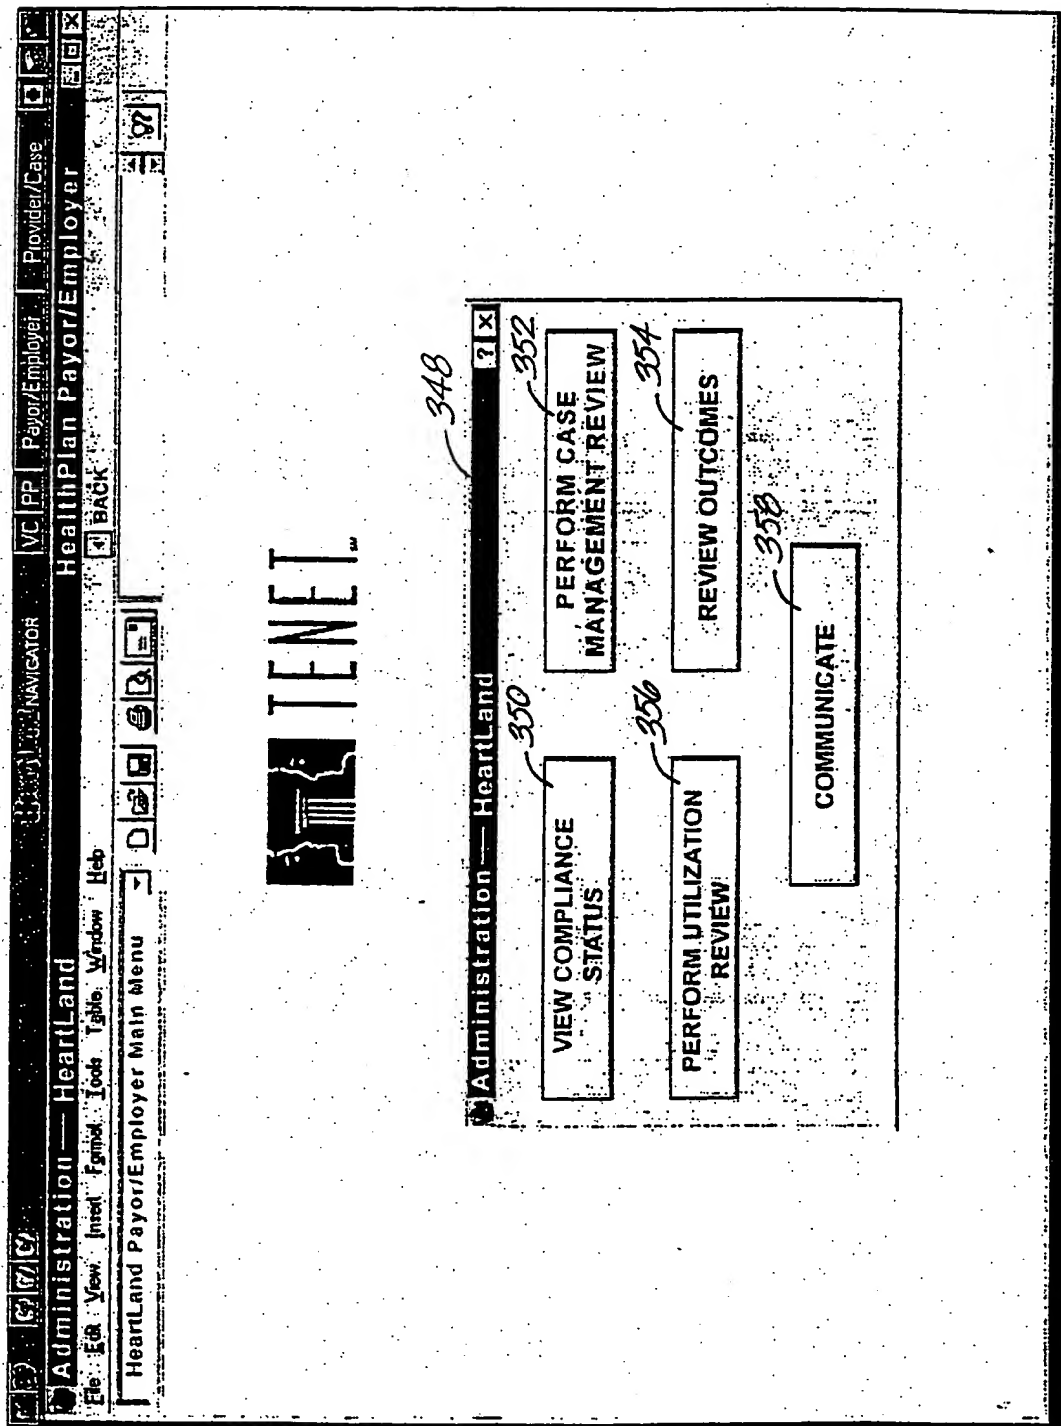 NAVIGATOR VC PP Payor/Employer Provider/Case
Administration — HeartLand HealthPlan Payor/Employer
File Edit View Insert Format Tools Table Window Help BACK
HeartLand Payor/Employer Main Menu
TENET
348
Administration — HeartLand ? X
350
VIEW COMPLIANCE
STATUS
352
PERFORM CASE
MANAGEMENT REVIEW
356
PERFORM UTILIZATION
REVIEW
354
REVIEW OUTCOMES
358
COMMUNICATE